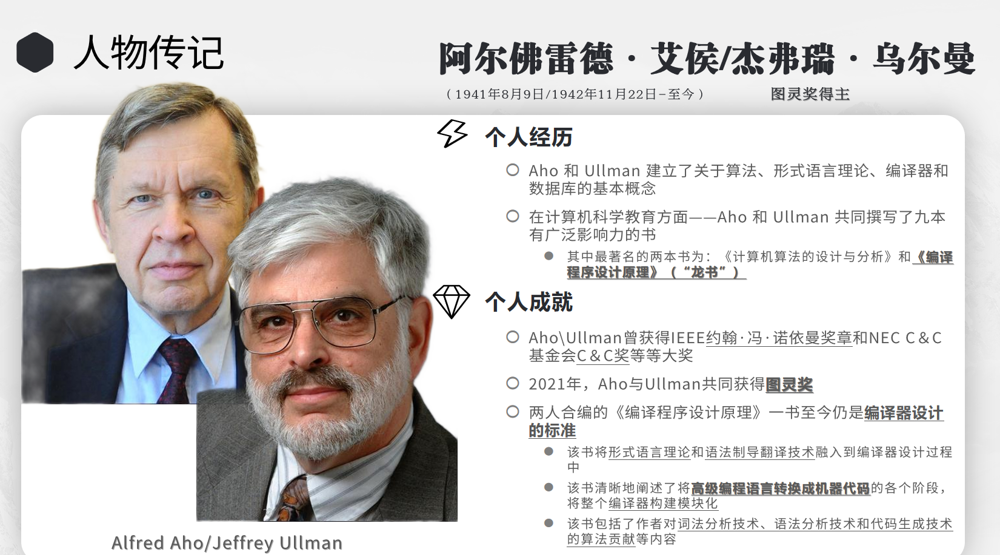 人物传记
阿尔佛雷德·艾侯/杰弗瑞·乌尔曼
（1941年8月9日/1942年11月22日–至今）
图灵奖得主
个人经历
Aho 和 Ullman 建立了关于算法、形式语言理论、编译器和
数据库的基本概念
在计算机科学教育方面——Aho 和 Ullman 共同撰写了九本
有广泛影响力的书
其中最著名的两本书为：《计算机算法的设计与分析》和《编译
程序设计原理》（“龙书”）
个人成就
Aho\Ullman曾获得IEEE约翰·冯·诺依曼奖章和NEC C＆C
基金会C＆C奖等等大奖
2021年，Aho与Ullman共同获得图灵奖
两人合编的《编译程序设计原理》一书至今仍是编译器设计
的标准
该书将形式语言理论和语法制导翻译技术融入到编译器设计过程
中
该书清晰地阐述了将高级编程语言转换成机器代码的各个阶段，
将整个编译器构建模块化
该书包括了作者对词法分析技术、语法分析技术和代码生成技术
的算法贡献等内容
Alfred Aho/Jeffrey Ullman